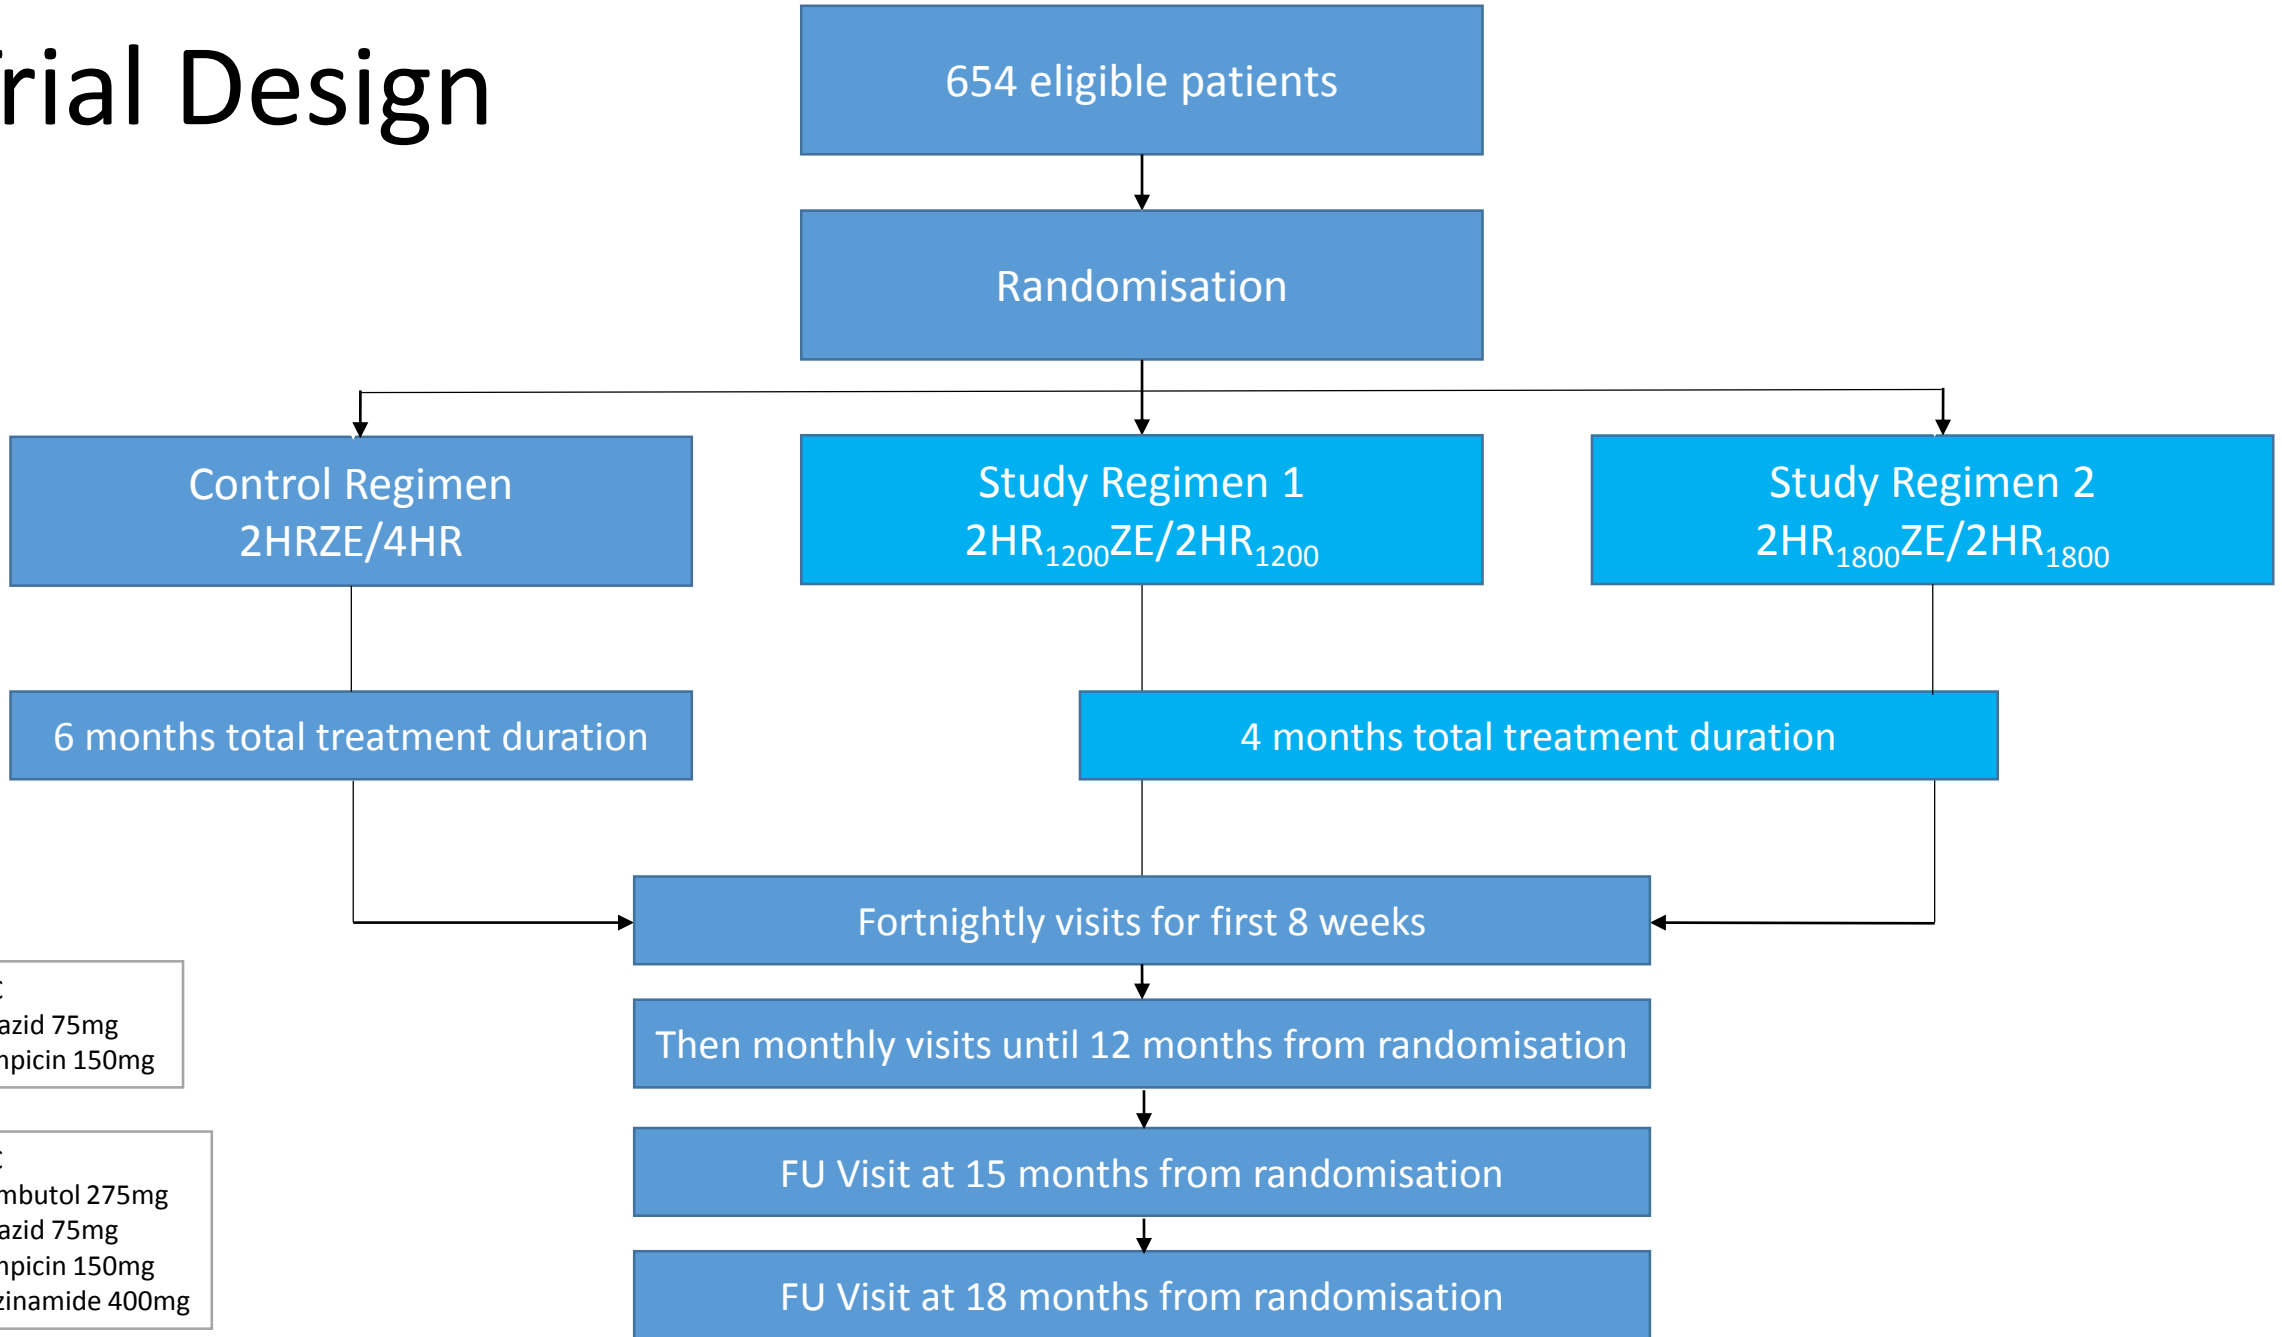 rial Design
654 eligible patients
Randomisation
Control Regimen
2HRZE/4HR
Study Regimen 1
2HR₁₂₀₀ZE/2HR₁₂₀₀
Study Regimen 2
2HR₁₈₀₀ZE/2HR₁₈₀₀
6 months total treatment duration
4 months total treatment duration
Fortnightly visits for first 8 weeks
Then monthly visits until 12 months from randomisation
FU Visit at 15 months from randomisation
FU Visit at 18 months from randomisation
azid 75mg
npicin 150mg
mbutol 275mg
azid 75mg
npicin 150mg
zinamide 400mg